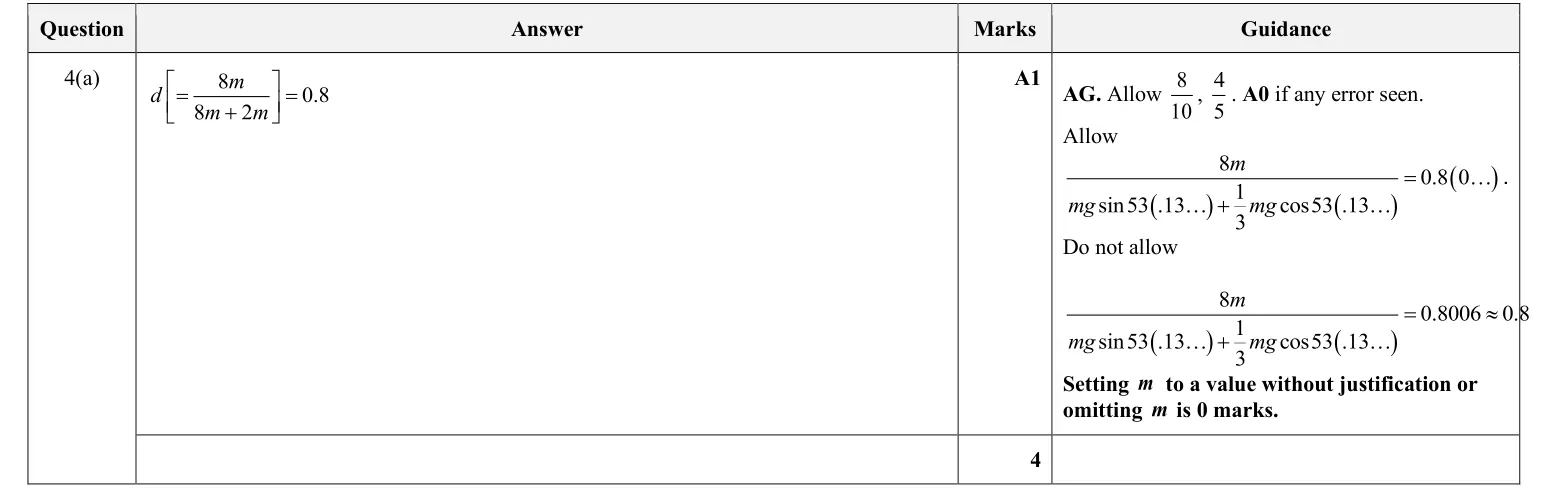 Question Answer Marks Guidance
4(a) d[= 8m/(8m + 2m)] = 0.8 A1 AG. Allow 8/10, 4/5. A0 if any error seen.
Allow
8m/(mg sin 53(.13…) + 1/3 mg cos 53(.13…)) = 0.8(0…).
Do not allow
8m/(mg sin 53(.13…) + 1/3 mg cos 53(.13…)) = 0.8006 ≈ 0.8
Setting m to a value without justification or
omitting m is 0 marks.
4